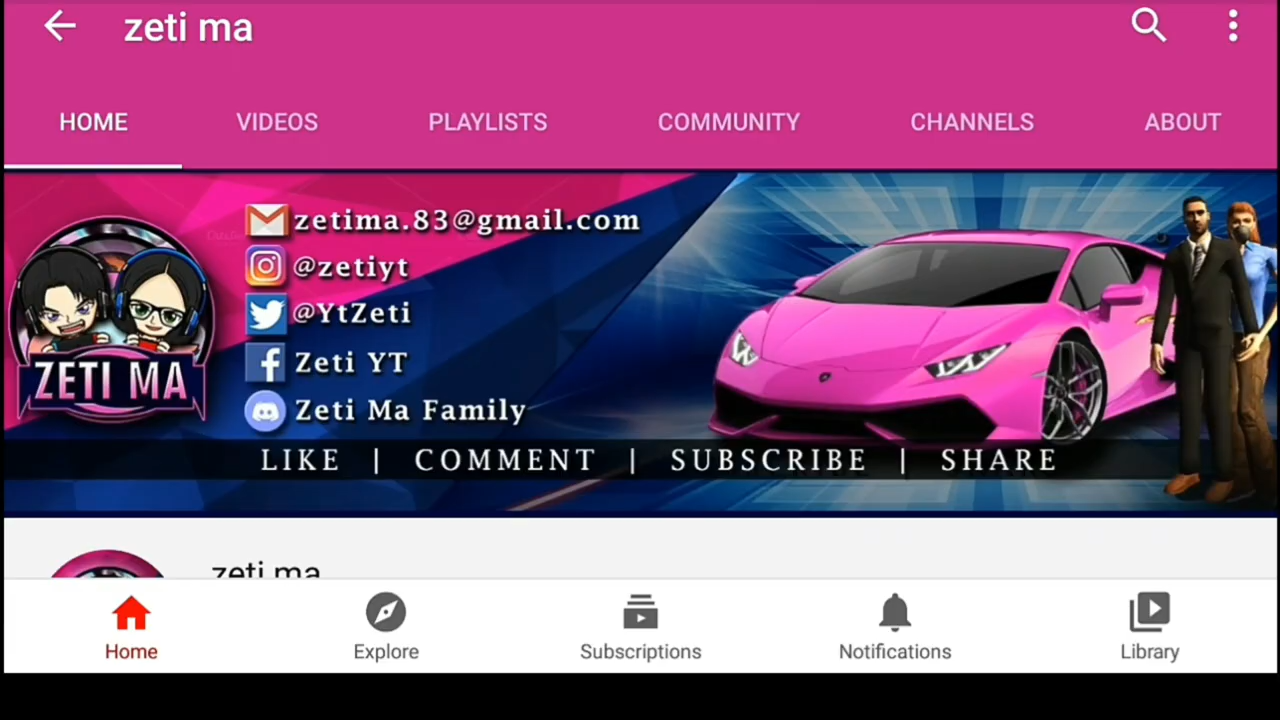 zeti ma
HOME VIDEOS PLAYLISTS COMMUNITY CHANNELS ABOUT
zetima.83@gmail.com
@zetiyt
@YtZeti
Zeti YT
Zeti Ma Family
ZETI MA
LIKE | COMMENT | SUBSCRIBE | SHARE
zeti ma
Home Explore Subscriptions Notifications Library